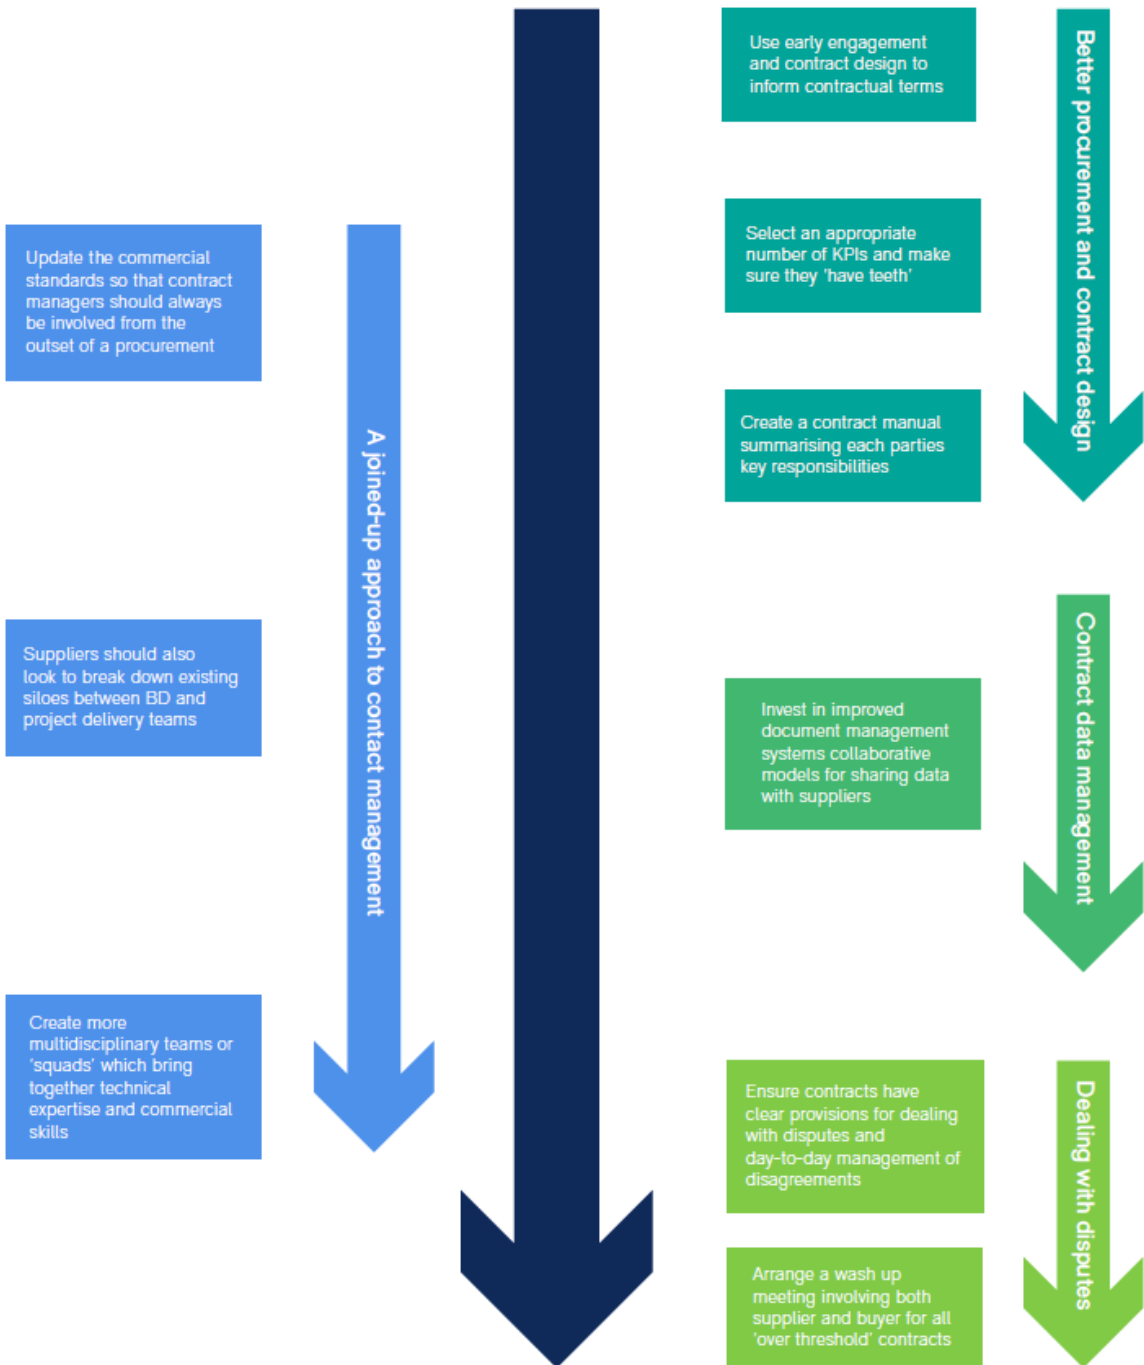 Use early engagement
and contract design to
inform contractual terms
Select an appropriate
number of KPIs and make
sure they 'have teeth'
Create a contract manual
summarising each parties
key responsibilities
Better procurement and contract design
Update the commercial
standards so that contract
managers should always
be involved from the
outset of a procurement
Suppliers should also
look to break down existing
siloes between BD and
project delivery teams
Create more
multidisciplinary teams or
'squads' which bring
together technical
expertise and commercial
skills
A joined-up approach to contact management
Invest in improved
document management
systems collaborative
models for sharing data
with suppliers
Contract data management
Ensure contracts have
clear provisions for dealing
with disputes and
day-to-day management of
disagreements
Arrange a wash up
meeting involving both
supplier and buyer for all
'over threshold' contracts
Dealing with disputes